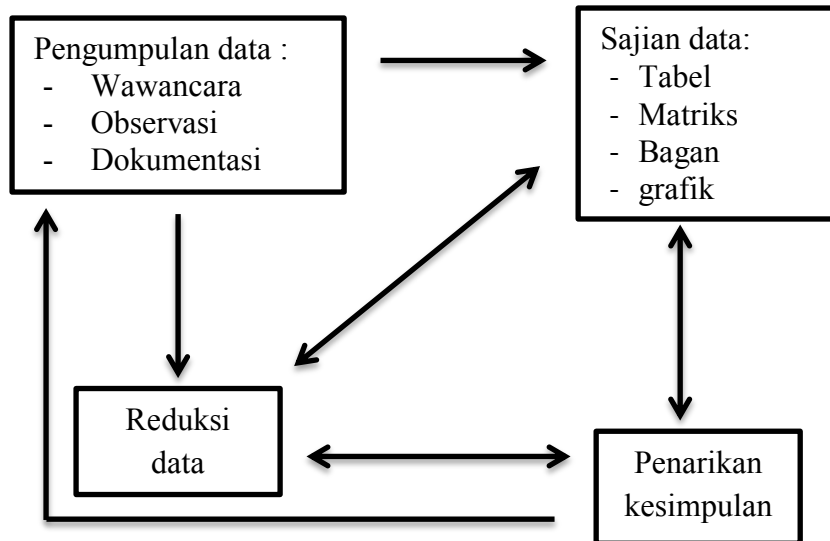 Pengumpulan data :
- Wawancara
- Observasi
- Dokumentasi
Sajian data:
- Tabel
- Matriks
- Bagan
- grafik
Reduksi
data
Penarikan
kesimpulan